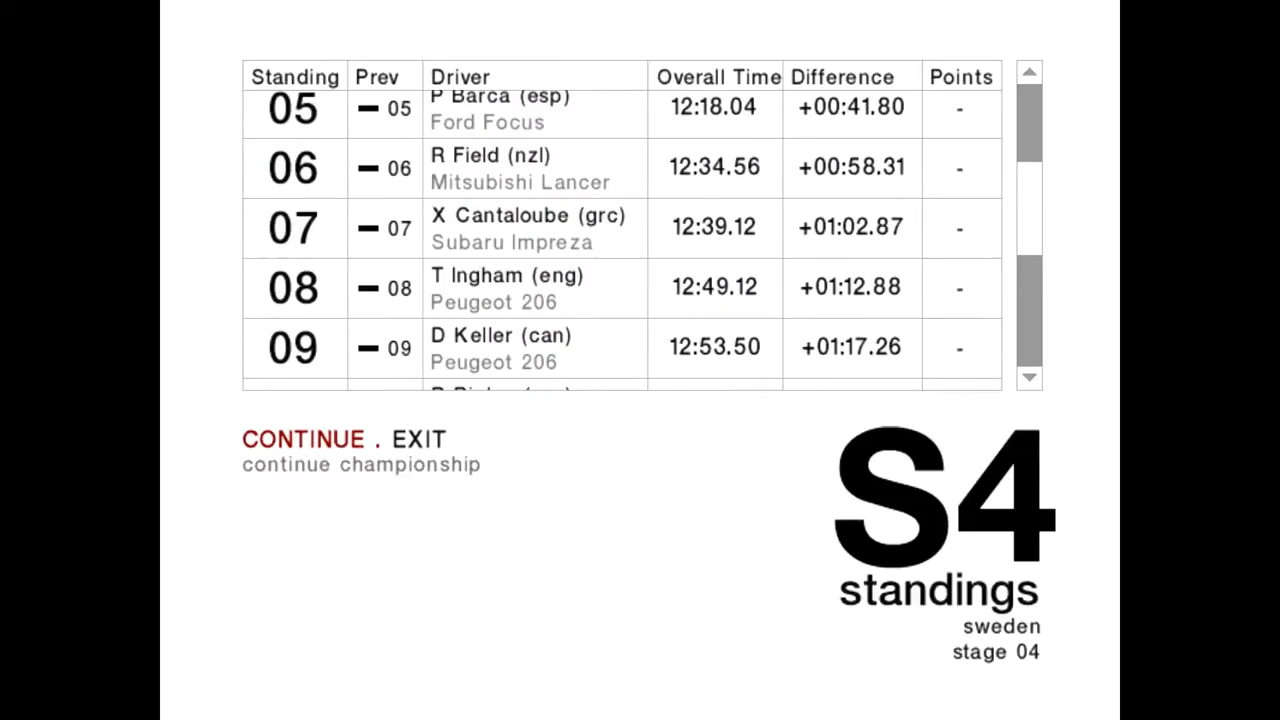 Standing Prev Driver Overall Time Difference Points
05 - 05 P Barca (esp) 12:18.04 +00:41.80 -
Ford Focus
06 - 06 R Field (nzl) 12:34.56 +00:58.31 -
Mitsubishi Lancer
07 - 07 X Cantaloube (grc) 12:39.12 +01:02.87 -
Subaru Impreza
08 - 08 T Ingham (eng) 12:49.12 +01:12.88 -
Peugeot 206
09 - 09 D Keller (can) 12:53.50 +01:17.26 -
Peugeot 206
CONTINUE . EXIT
continue championship
S4
standings
sweden
stage 04